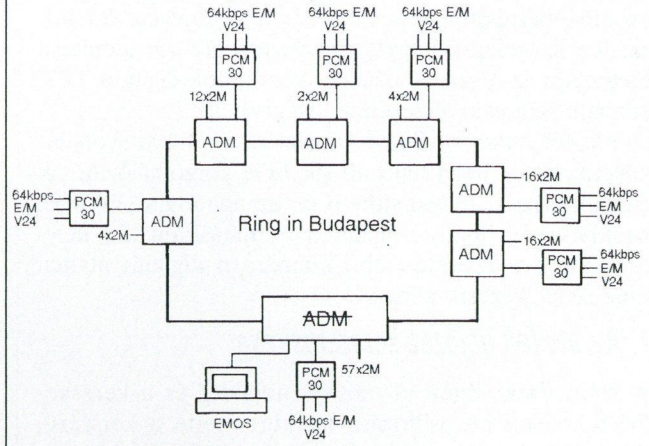 64kbps E/M
V24
64kbps E/M
V24
64kbps E/M
V24
PCM
30
PCM
30
PCM
30
12x2M
2x2M
4x2M
ADM
ADM
ADM
ADM
16x2M
64kbps
E/M
V24
PCM
30
64kbps
E/M
V24
PCM
30
4x2M
ADM
Ring in Budapest
ADM
16x2M
PCM
30
64kbps
E/M
V24
ADM
57x2M
PCM
30
EMOS
64kbps E/M
V24